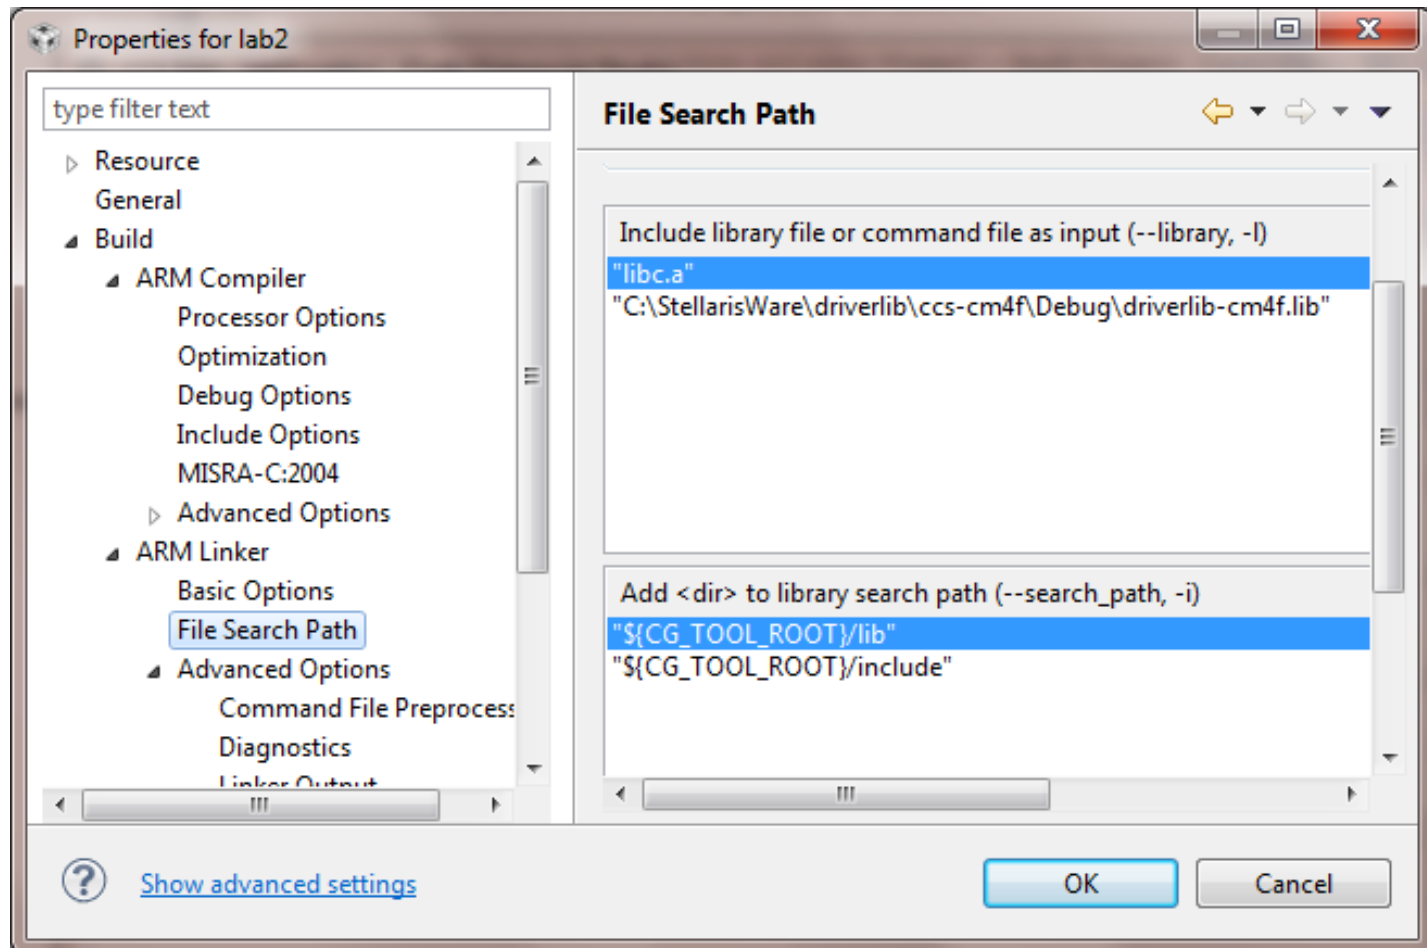 Properties for lab2
type filter text
Resource
General
Build
ARM Compiler
Processor Options
Optimization
Debug Options
Include Options
MISRA-C:2004
Advanced Options
ARM Linker
Basic Options
File Search Path
Advanced Options
Command File Preprocess
Diagnostics
Linker Output
File Search Path
Include library file or command file as input (--library, -l)
"libc.a"
"C:\StellarisWare\driverlib\ccs-cm4f\Debug\driverlib-cm4f.lib"
Add <dir> to library search path (--search_path, -i)
"${CG_TOOL_ROOT}/lib"
"${CG_TOOL_ROOT}/include"
Show advanced settings
OK
Cancel